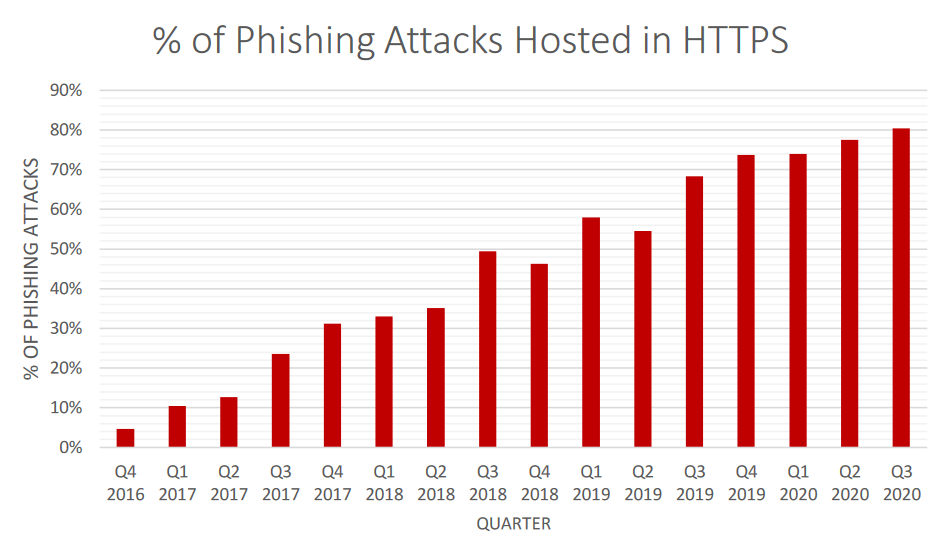 % of Phishing Attacks Hosted in HTTPS
90%
80%
70%
60%
50%
40%
30%
20%
10%
0%
% OF PHISHING ATTACKS
Q4 Q1 Q2 Q3 Q4 Q1 Q2 Q3 Q4 Q1 Q2 Q3 Q4 Q1 Q2 Q3
2016 2017 2017 2017 2017 2018 2018 2018 2018 2019 2019 2019 2019 2020 2020 2020
QUARTER